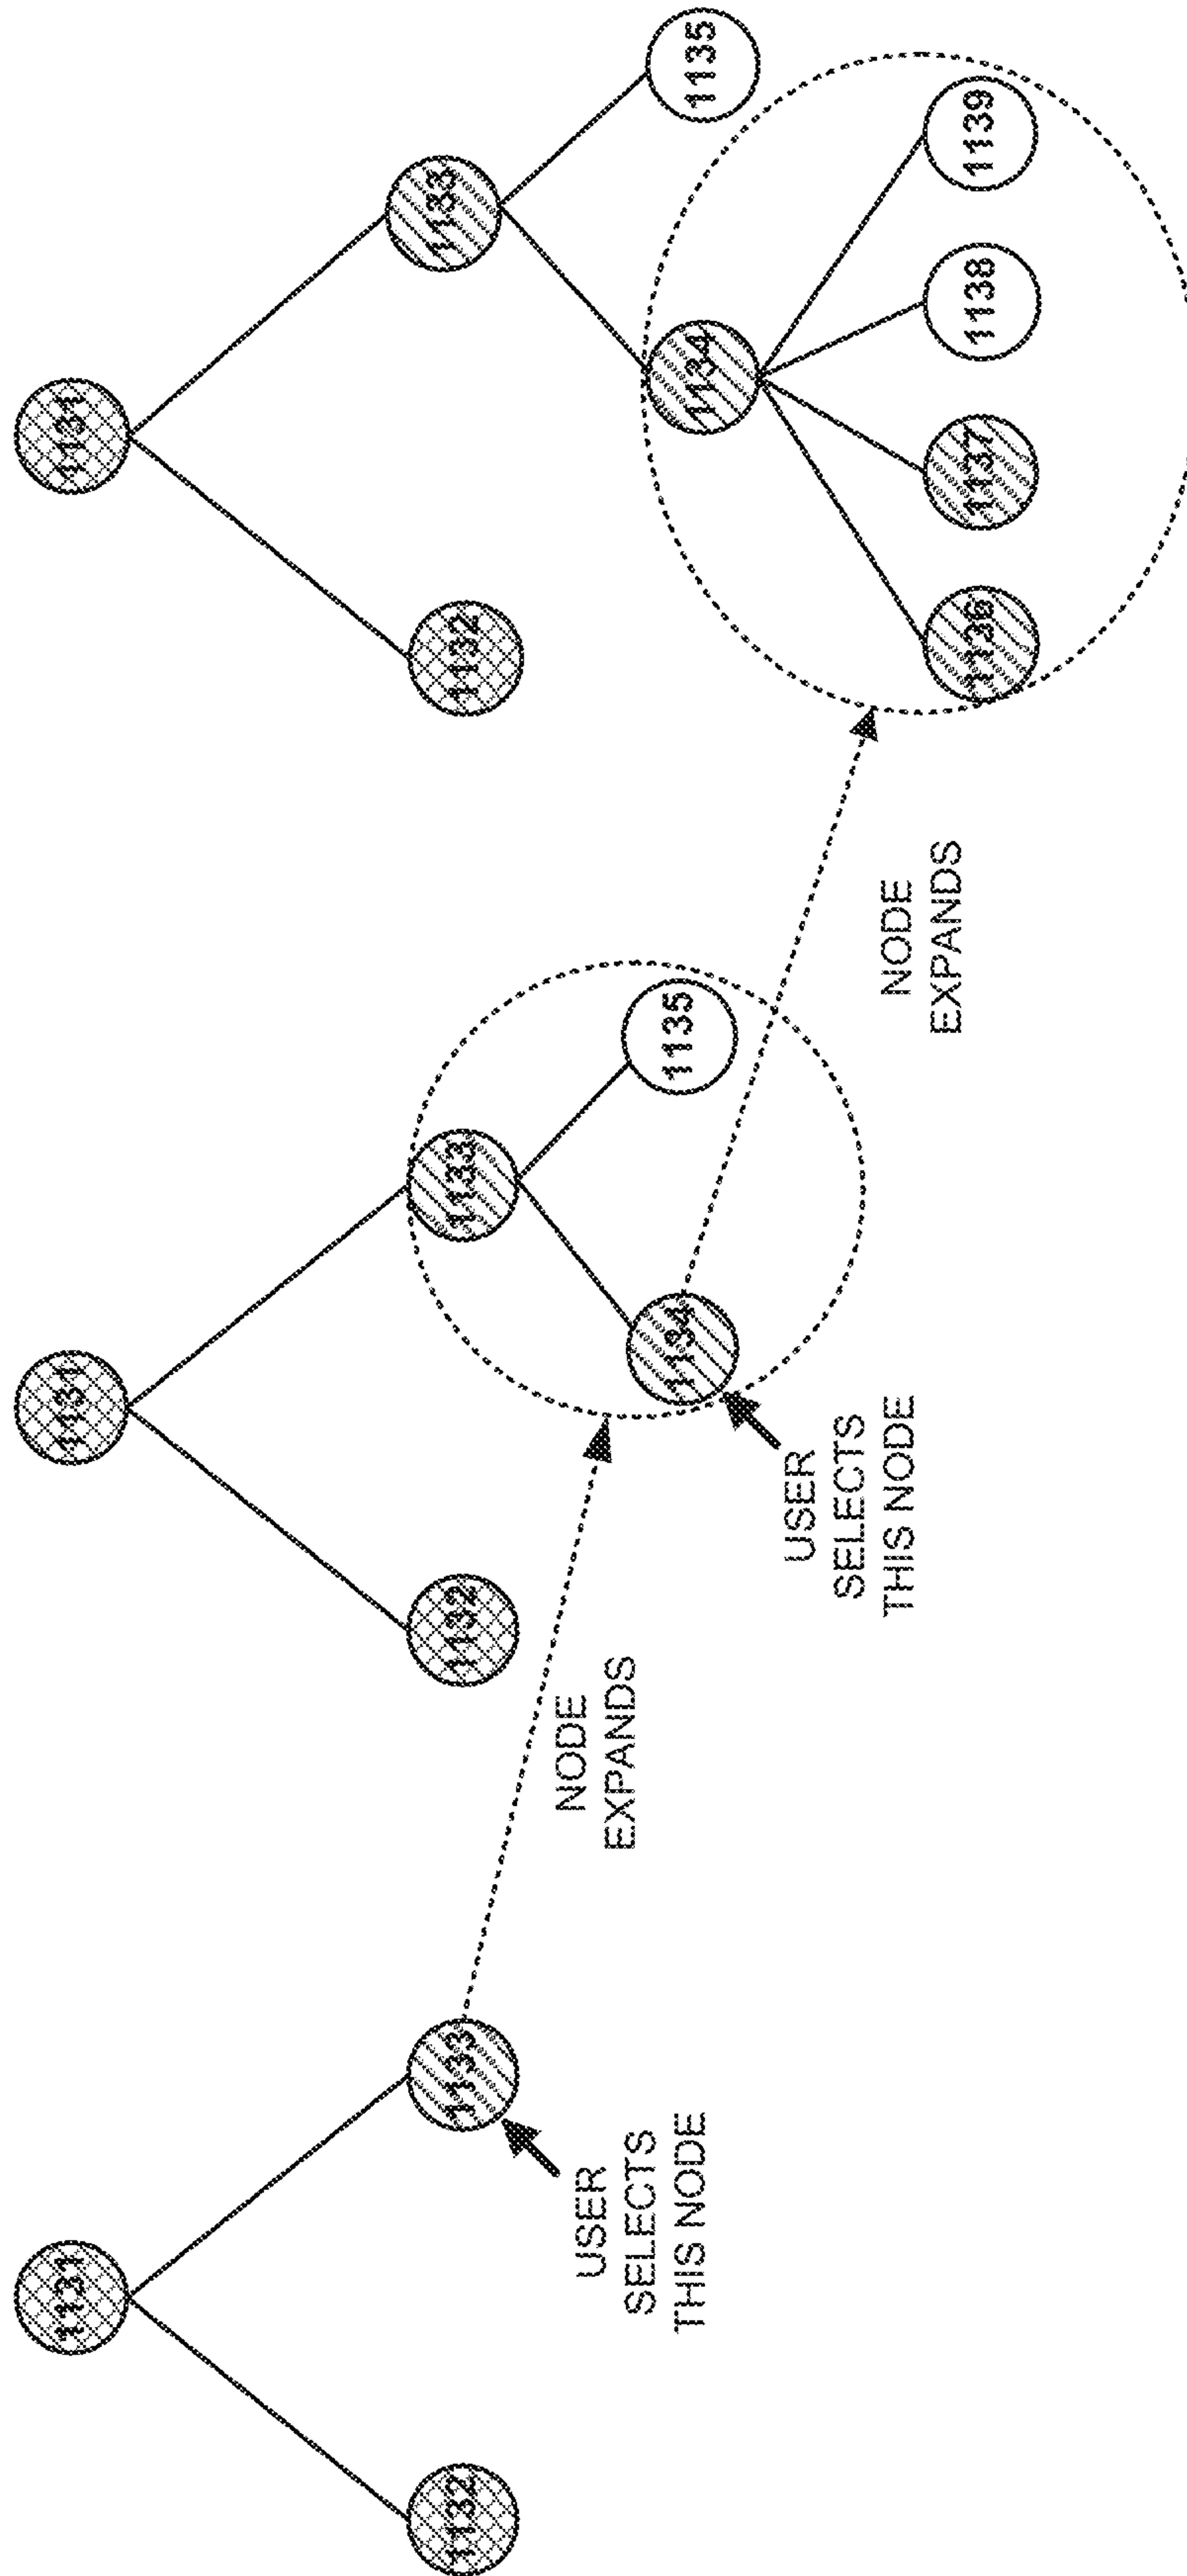 1131
1132
1133
USER
SELECTS
THIS NODE
NODE
EXPANDS
1131
1132
1133
1134
1135
USER
SELECTS
THIS NODE
NODE
EXPANDS
1131
1132
1133
1134
1135
1136
1137
1138
1139